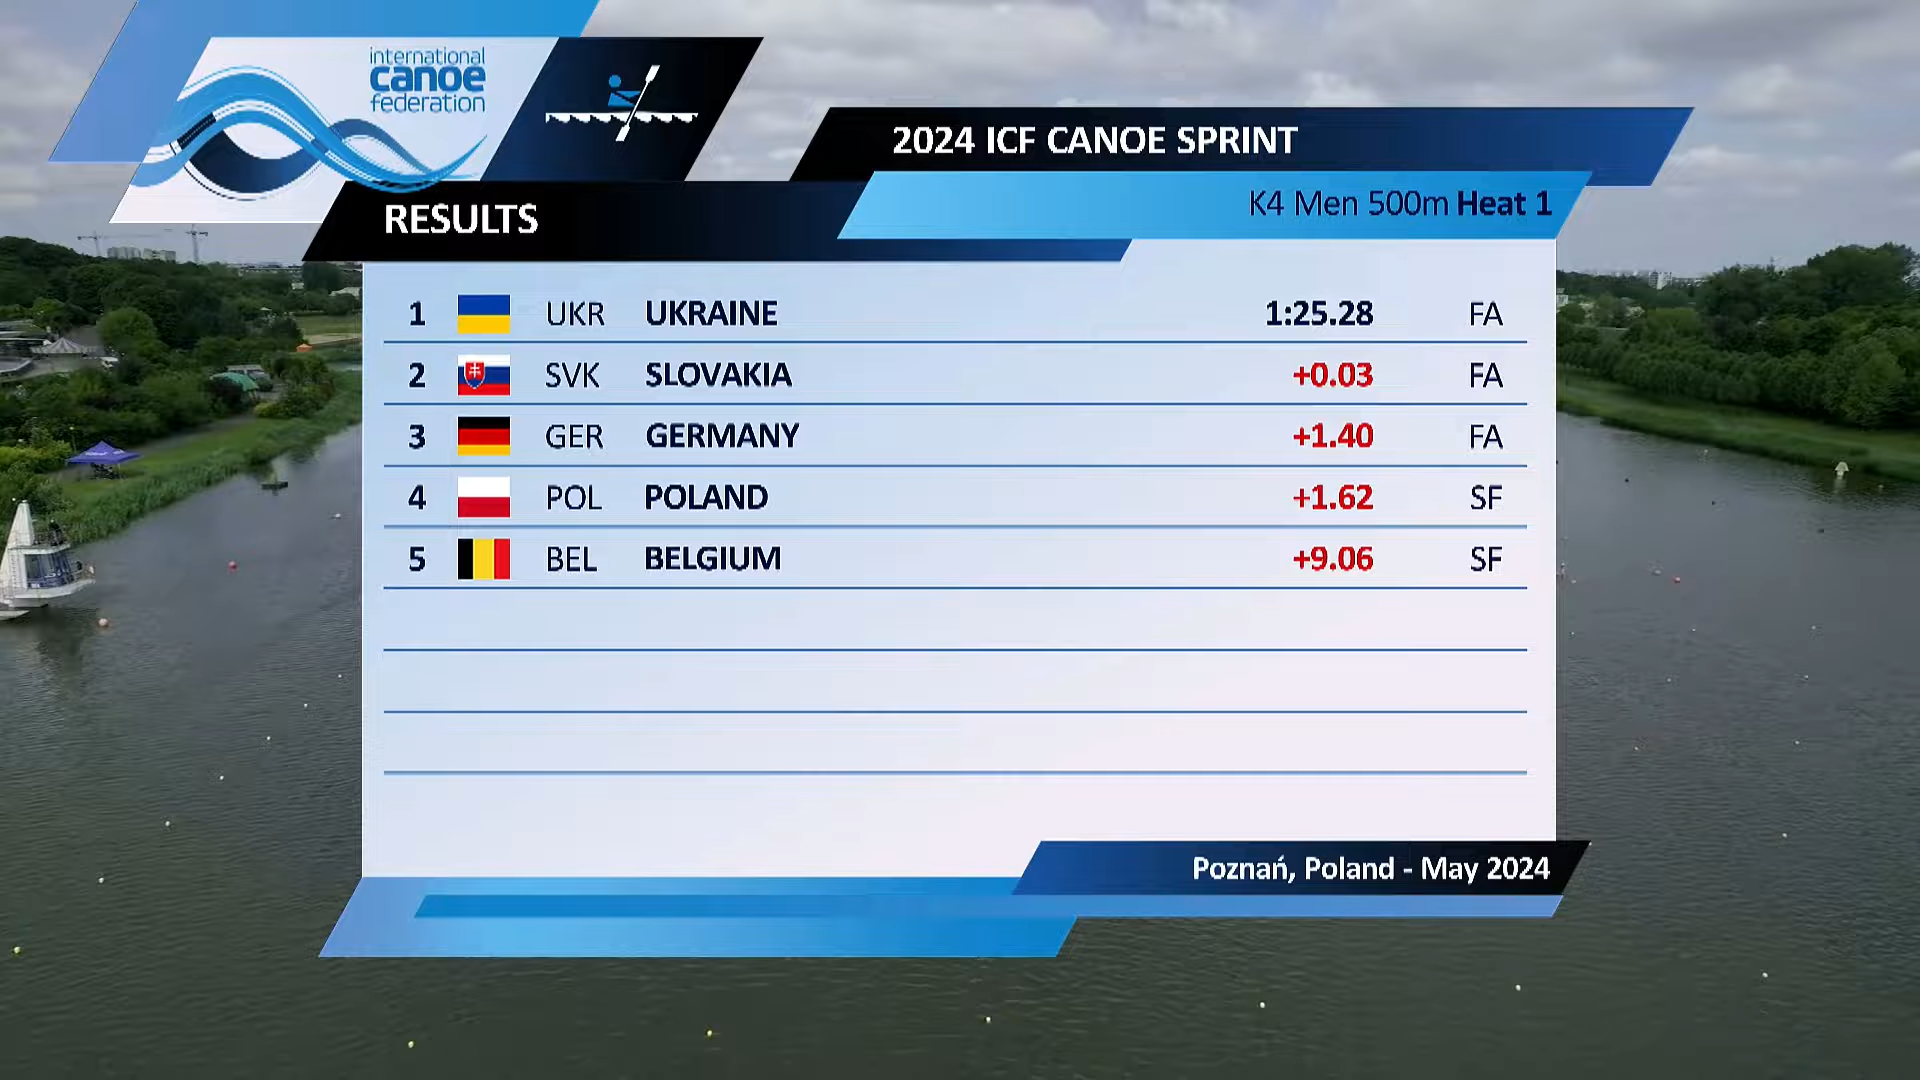 international
canoe
federation
2024 ICF CANOE SPRINT
K4 Men 500m Heat 1
RESULTS
1 UKR UKRAINE 1:25.28 FA
2 SVK SLOVAKIA +0.03 FA
3 GER GERMANY +1.40 FA
4 POL POLAND +1.62 SF
5 BEL BELGIUM +9.06 SF
Poznań, Poland - May 2024